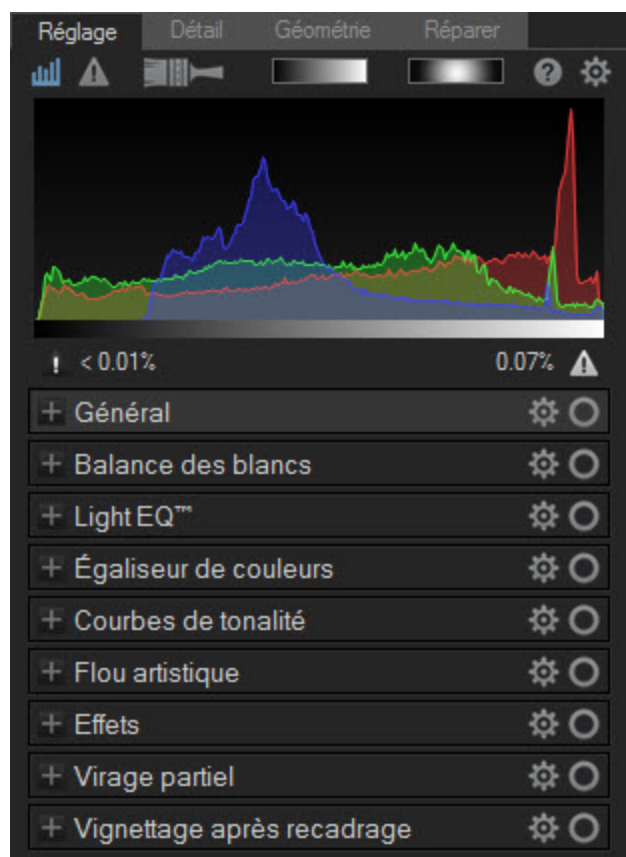 Réglage Détail Géométrie Réparer
< 0.01% 0.07%
Général
Balance des blancs
Light EQ™
Égaliseur de couleurs
Courbes de tonalité
Flou artistique
Effets
Virage partiel
Vignettage après recadrage